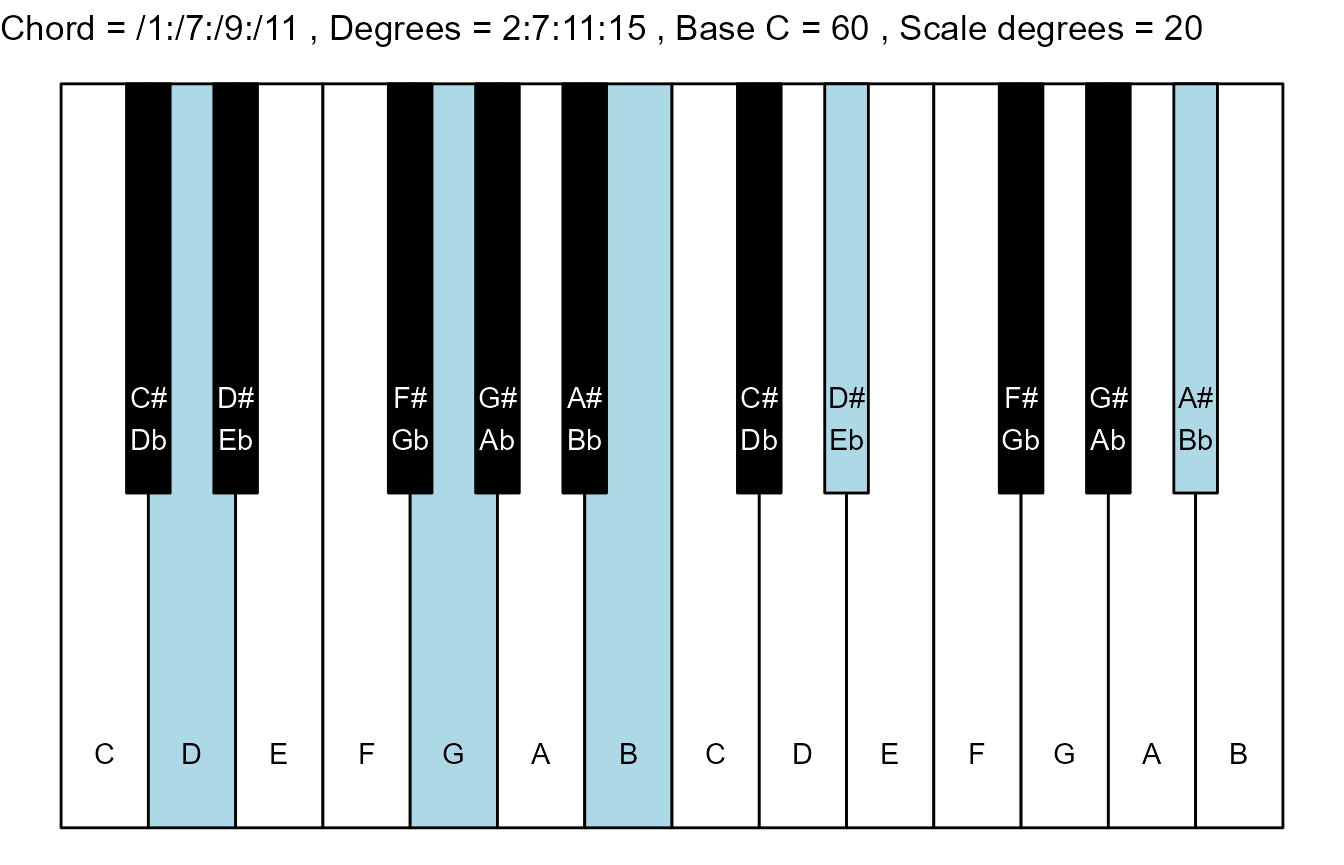 Chord = /1:/7:/9:/11 , Degrees = 2:7:11:15 , Base C = 60 , Scale degrees = 20
C# D# F# G# A# C# D# F# G# A#
Db Eb Gb Ab Bb Db Eb Gb Ab Bb
C D E F G A B C D E F G A B